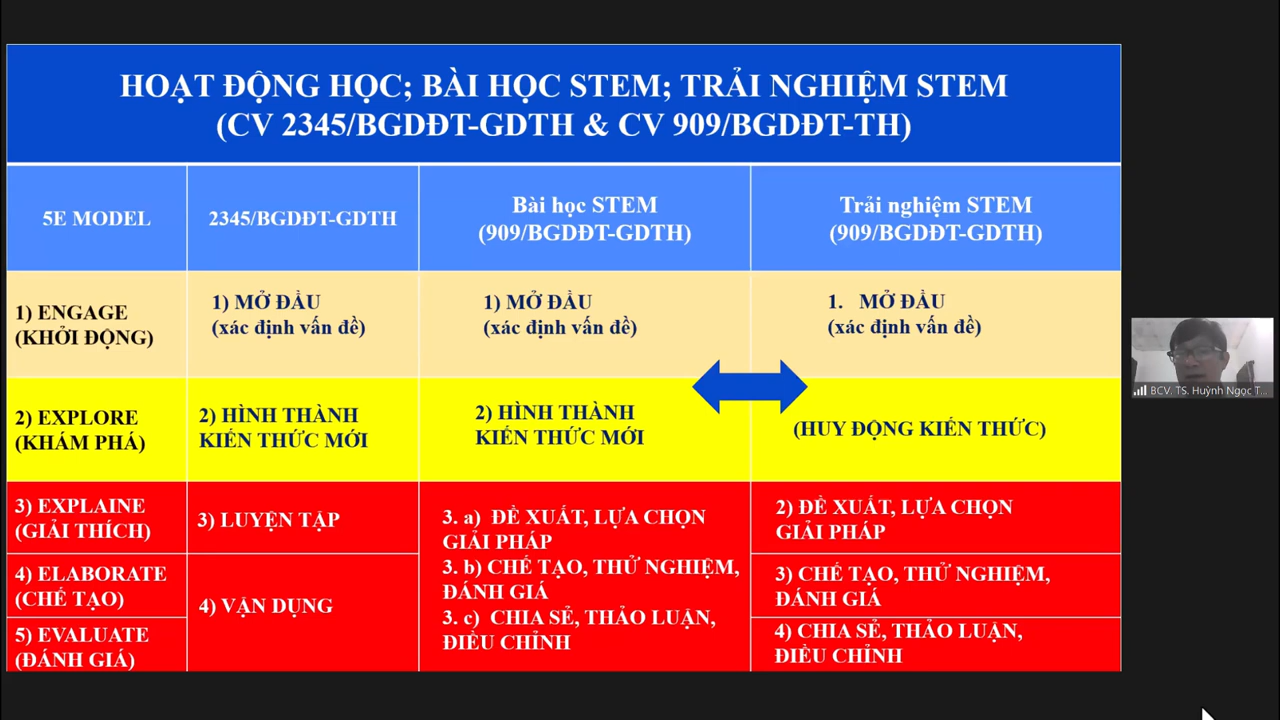 HOẠT ĐỘNG HỌC; BÀI HỌC STEM; TRẢI NGHIỆM STEM
(CV 2345/BGDĐT-GDTH & CV 909/BGDĐT-TH)
5E MODEL
2345/BGDĐT-GDTH
Bài học STEM
(909/BGDĐT-GDTH)
Trải nghiệm STEM
(909/BGDĐT-GDTH)
1) ENGAGE
(KHỞI ĐỘNG)
1) MỞ ĐẦU
(xác định vấn đề)
1) MỞ ĐẦU
(xác định vấn đề)
1. MỞ ĐẦU
(xác định vấn đề)
2) EXPLORE
(KHÁM PHÁ)
2) HÌNH THÀNH
KIẾN THỨC MỚI
2) HÌNH THÀNH
KIẾN THỨC MỚI
(HUY ĐỘNG KIẾN THỨC)
3) EXPLAINE
(GIẢI THÍCH)
3) LUYỆN TẬP
3. a) ĐỀ XUẤT, LỰA CHỌN
GIẢI PHÁP
3. b) CHẾ TẠO, THỬ NGHIỆM,
ĐÁNH GIÁ
3. c) CHIA SẺ, THẢO LUẬN,
ĐIỀU CHỈNH
2) ĐỀ XUẤT, LỰA CHỌN
GIẢI PHÁP
4) ELABORATE
(CHẾ TẠO)
4) VẬN DỤNG
3) CHẾ TẠO, THỬ NGHIỆM,
ĐÁNH GIÁ
5) EVALUATE
(ĐÁNH GIÁ)
4) CHIA SẺ, THẢO LUẬN,
ĐIỀU CHỈNH
BCV. TS. Huỳnh Ngọc T...